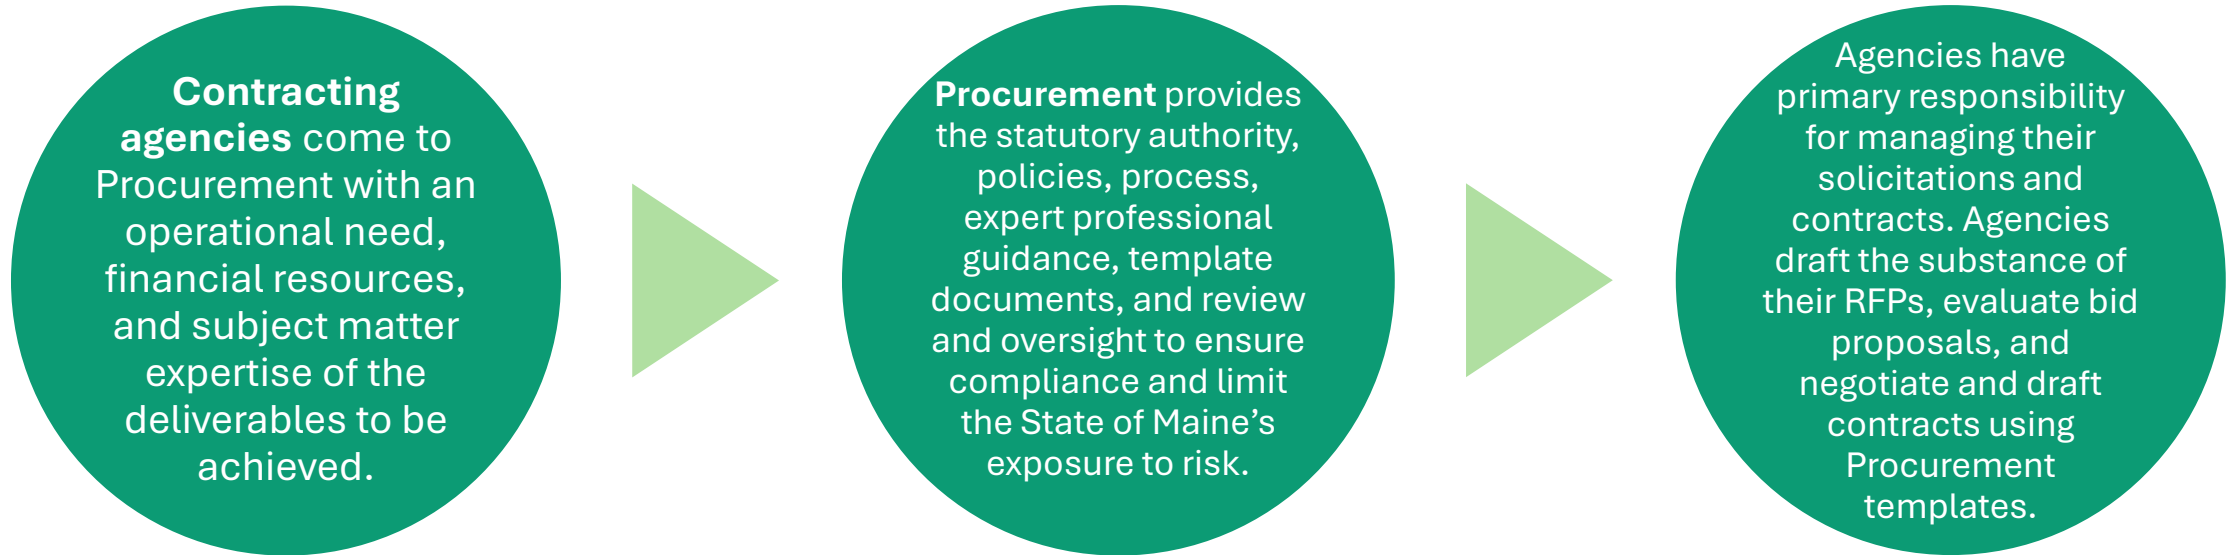 Contracting
agencies come to
Procurement with an
operational need,
financial resources,
and subject matter
expertise of the
deliverables to be
achieved.
Procurement provides
the statutory authority,
policies, process,
expert professional
guidance, template
documents, and review
and oversight to ensure
compliance and limit
the State of Maine’s
exposure to risk.
Agencies have
primary responsibility
for managing their
solicitations and
contracts. Agencies
draft the substance of
their RFPs, evaluate bid
proposals, and
negotiate and draft
contracts using
Procurement
templates.